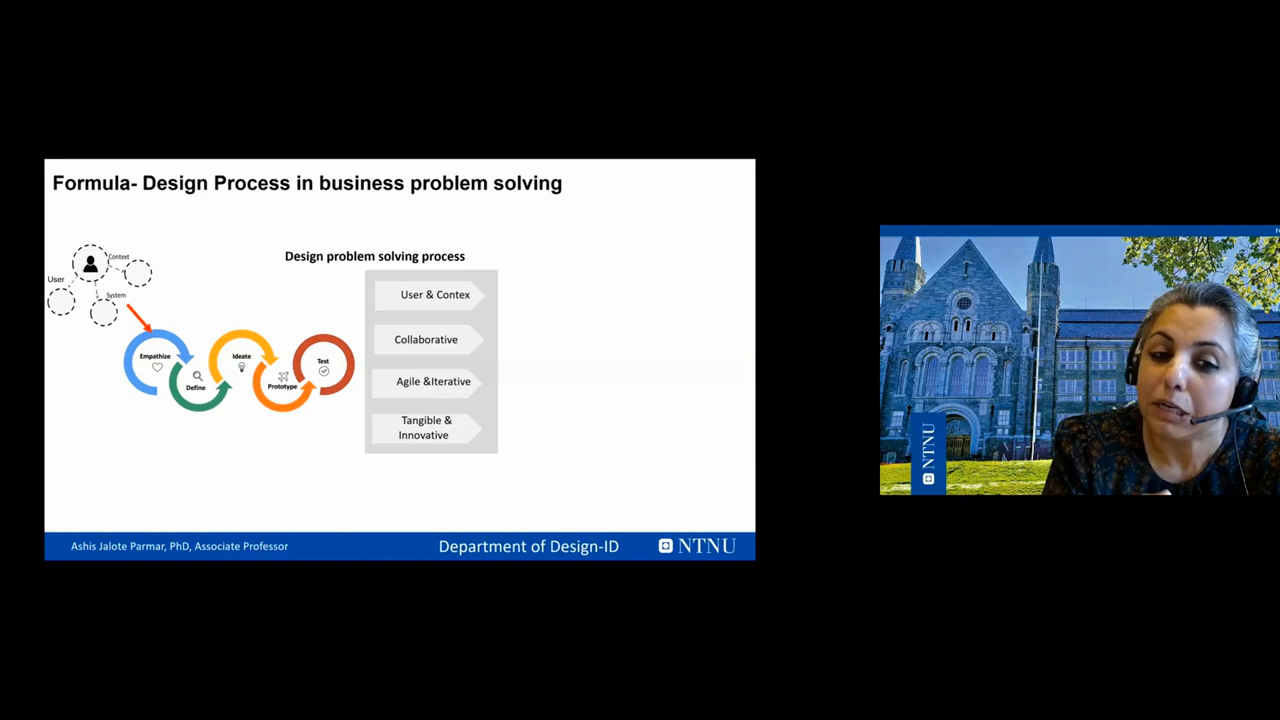 Formula- Design Process in business problem solving
Context
User
System
Design problem solving process
Empathize
Define
Ideate
Prototype
Test
User & Contex
Collaborative
Agile &Iterative
Tangible &
Innovative
Ashis Jalote Parmar, PhD, Associate Professor
Department of Design-ID
NTNU
NTNU